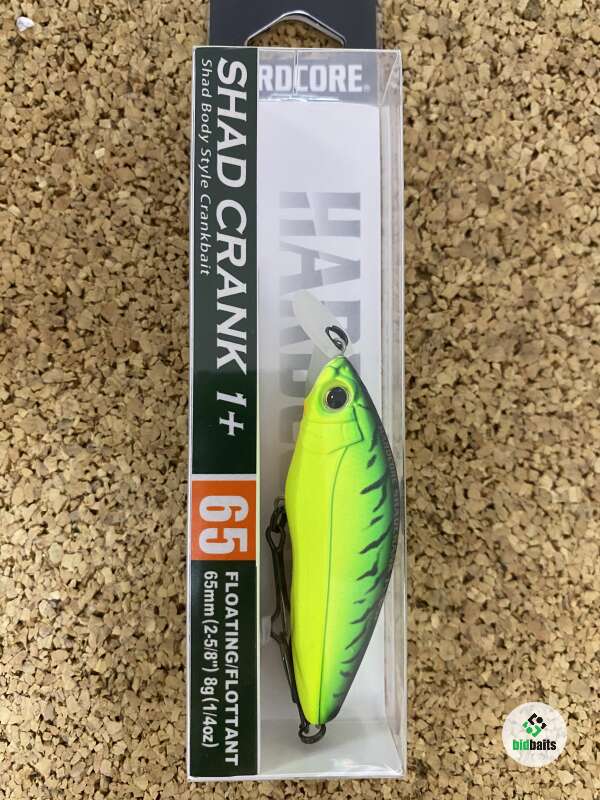 RDCORE®
HARD
SHAD CRANK 1+
Shad Body Style Crankbait
65
FLOATING/FLOTTANT
65mm(2-5/8") 8g(1/4oz)
bidbaits